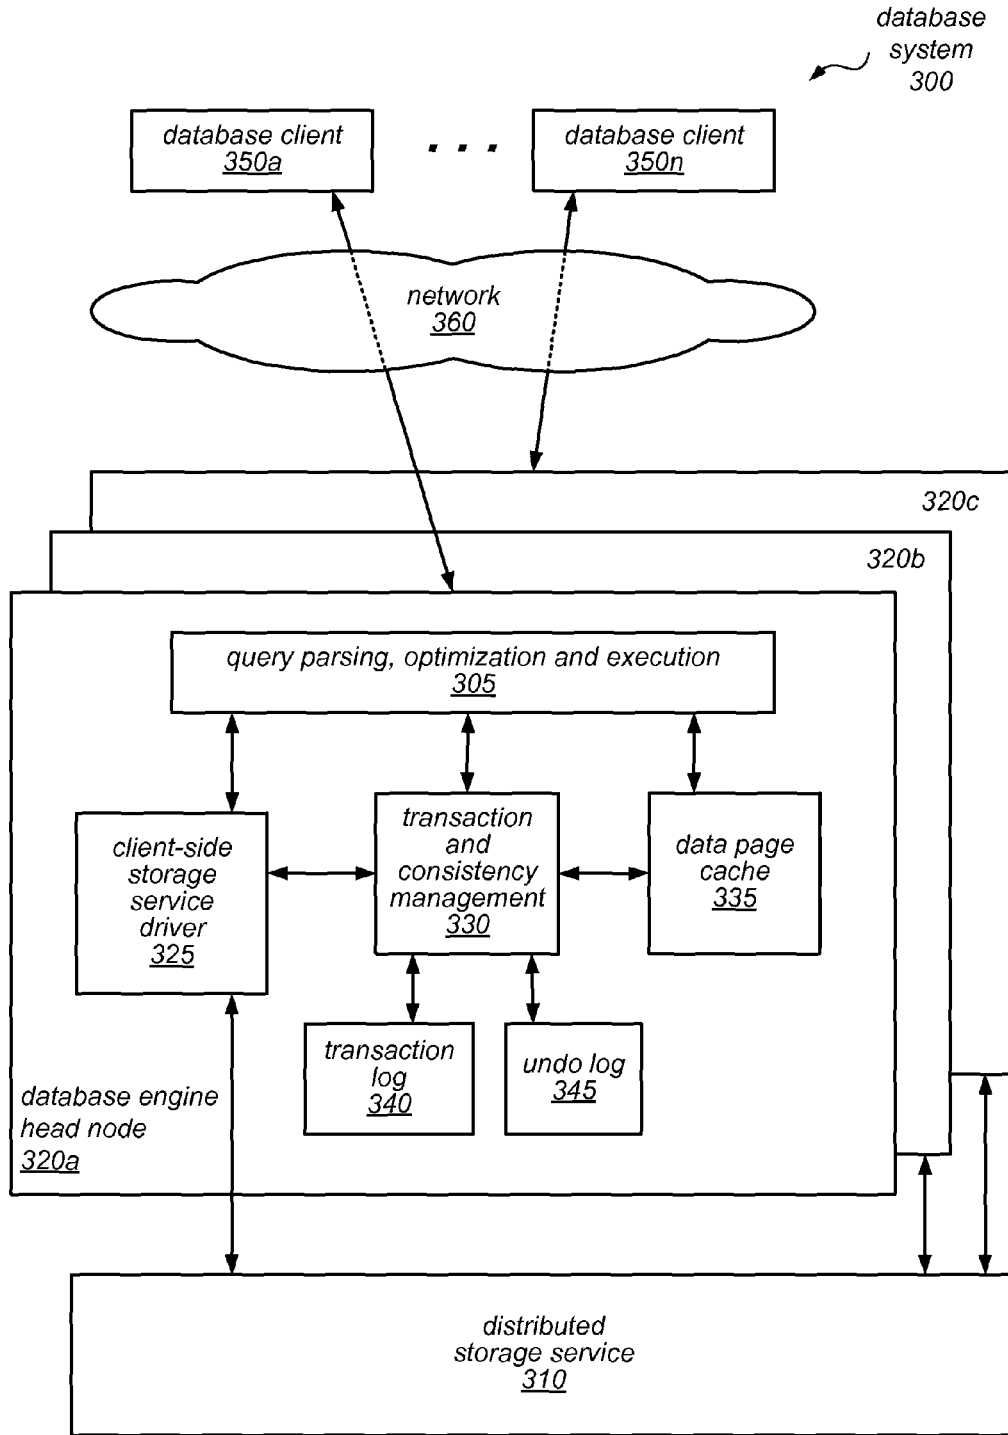 database
system
300
database client
350a
. . .
database client
350n
network
360
320c
320b
query parsing, optimization and execution
305
client-side
storage
service
driver
325
transaction
and
consistency
management
330
data page
cache
335
transaction
log
340
undo log
345
database engine
head node
320a
distributed
storage service
310